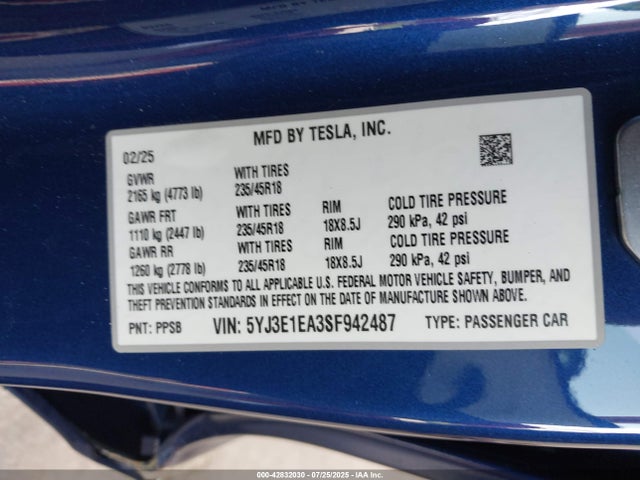 MFD BY TESLA, INC.
02/25
GVWR WITH TIRES
2165 kg (4773 lb) 235/45R18
GAWR FRT WITH TIRES RIM COLD TIRE PRESSURE
1110 kg (2447 lb) 235/45R18 18X8.5J 290 kPa, 42 psi
GAWR RR WITH TIRES RIM COLD TIRE PRESSURE
1260 kg (2778 lb) 235/45R18 18X8.5J 290 kPa, 42 psi
THIS VEHICLE CONFORMS TO ALL APPLICABLE U.S. FEDERAL MOTOR VEHICLE SAFETY, BUMPER, AND
THEFT PREVENTION STANDARDS IN EFFECT ON THE DATE OF MANUFACTURE SHOWN ABOVE.
PNT: PPSB VIN: 5YJ3E1EA3SF942487 TYPE: PASSENGER CAR
000-42832030 - 07/25/2025 - IAA, Inc.